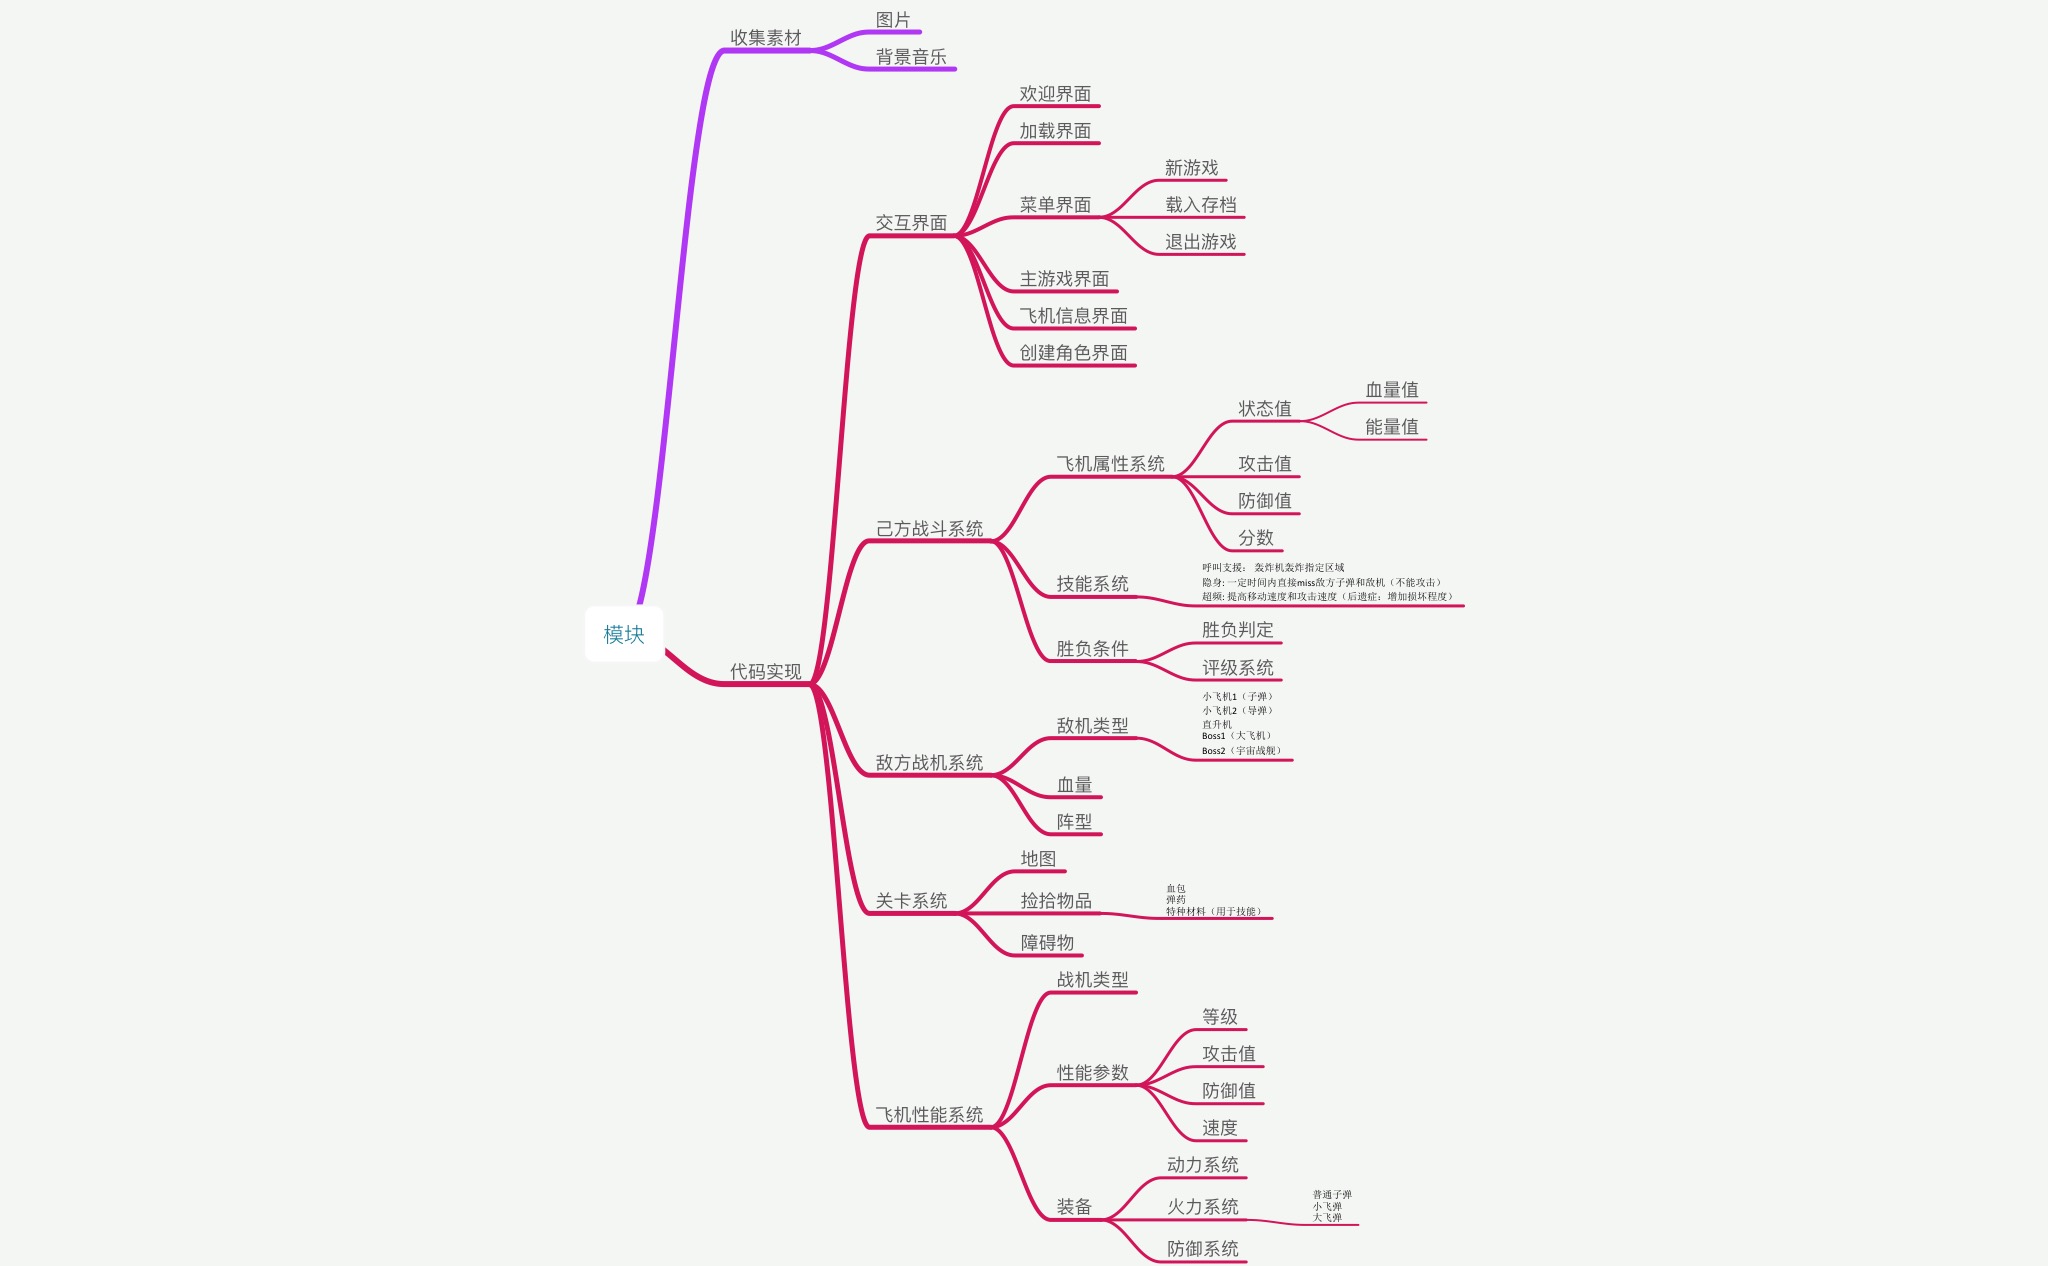 模块
收集素材
图片
背景音乐
代码实现
交互界面
欢迎界面
加载界面
菜单界面
新游戏
载入存档
退出游戏
主游戏界面
飞机信息界面
创建角色界面
己方战斗系统
飞机属性系统
状态值
血量值
能量值
攻击值
防御值
分数
技能系统
呼叫支援： 轰炸机轰炸指定区域
隐身: 一定时间内直接miss敌方子弹和敌机（不能攻击）
超频: 提高移动速度和攻击速度（后遗症：增加损坏程度）
胜负条件
胜负判定
评级系统
敌方战机系统
敌机类型
小飞机1（子弹）
小飞机2（导弹）
直升机
Boss1（大飞机）
Boss2（宇宙战舰）
血量
阵型
关卡系统
地图
捡拾物品
血包
弹药
特种材料（用于技能）
障碍物
飞机性能系统
战机类型
性能参数
等级
攻击值
防御值
速度
装备
动力系统
火力系统
普通子弹
小飞弹
大飞弹
防御系统